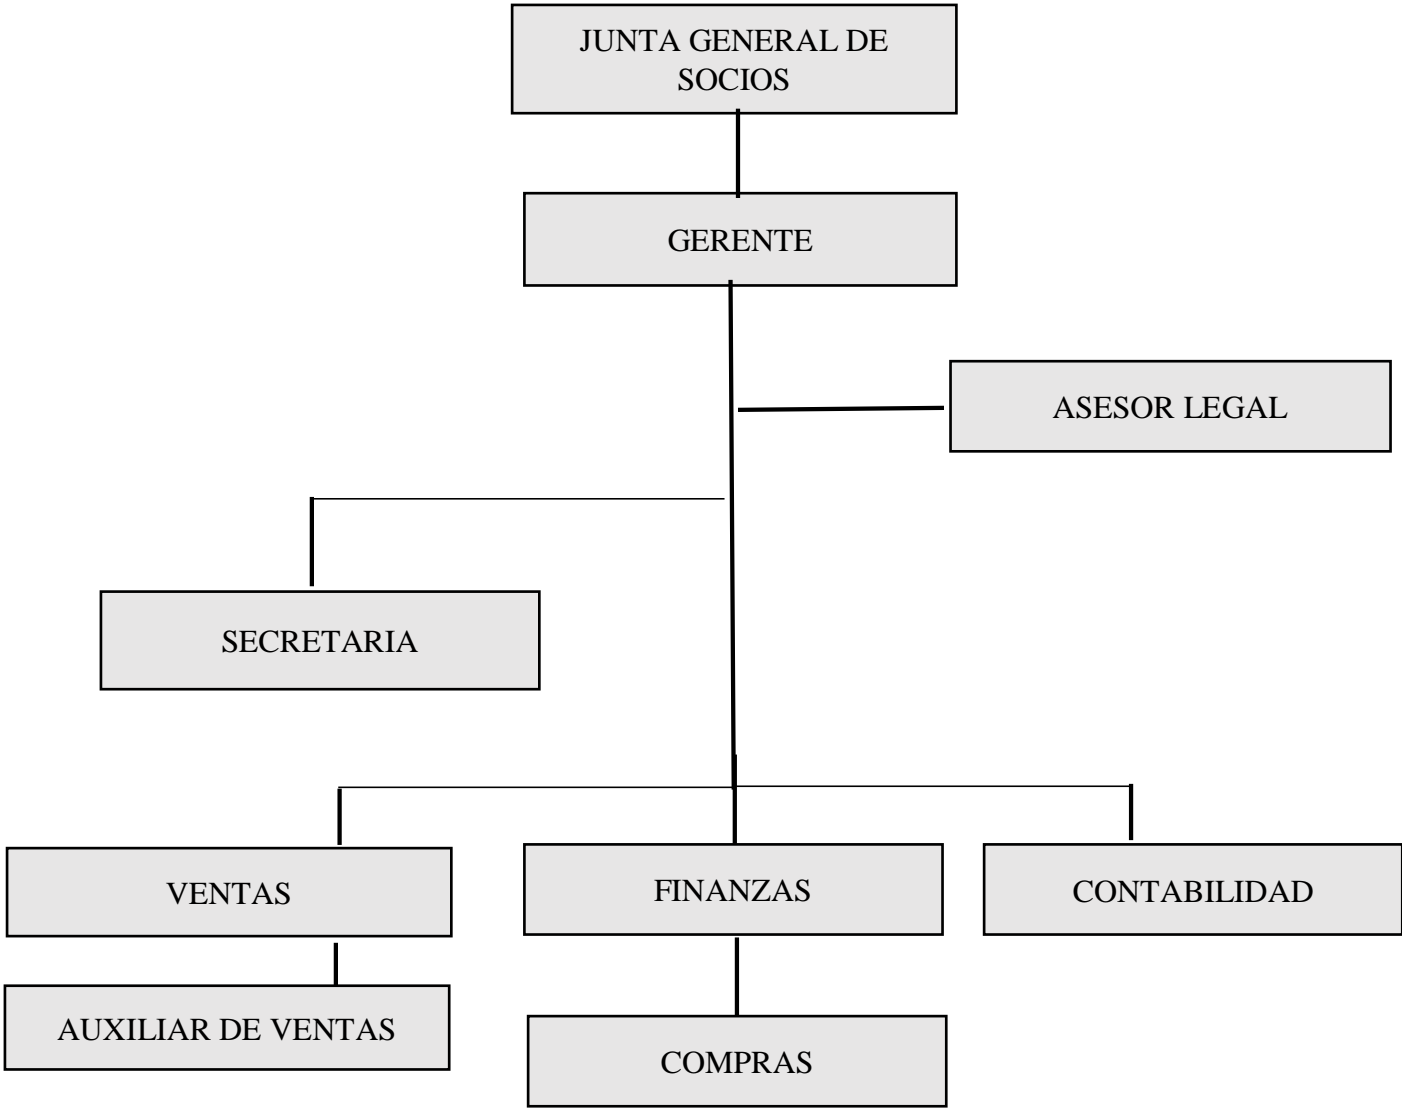 JUNTA GENERAL DE
SOCIOS
GERENTE
ASESOR LEGAL
SECRETARIA
VENTAS
FINANZAS
CONTABILIDAD
AUXILIAR DE VENTAS
COMPRAS